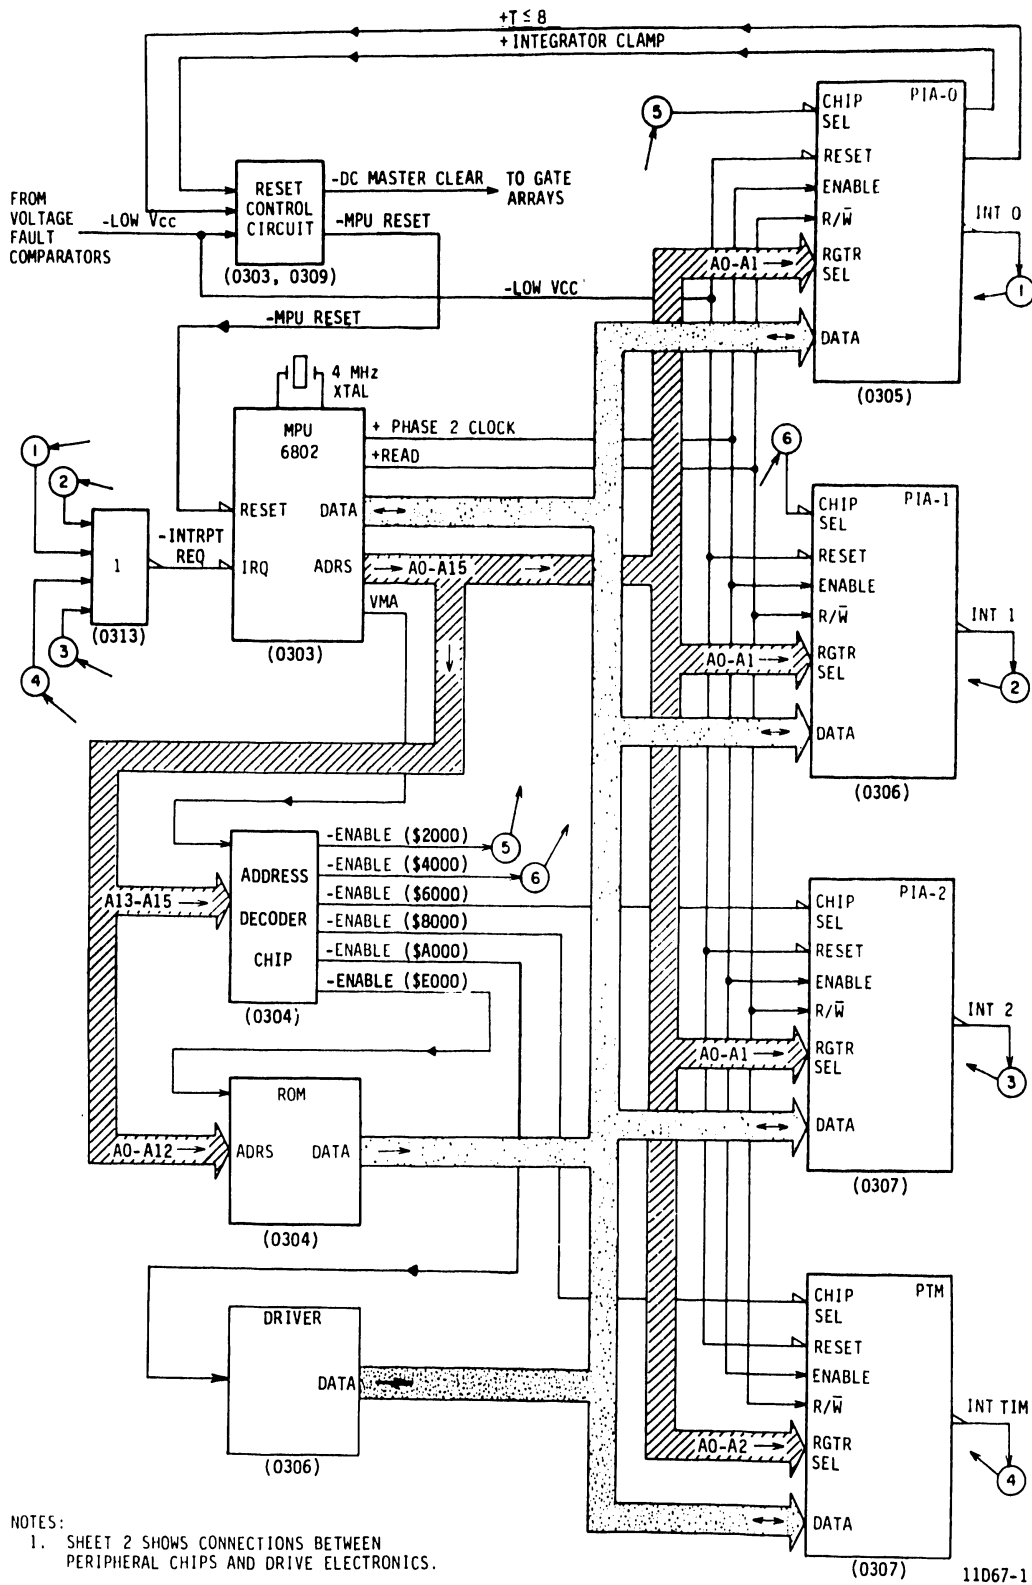 +T ≤ 8
+ INTEGRATOR CLAMP
PIA-0
CHIP
SEL
5
RESET
ENABLE
R/W̅
RGTR
SEL
DATA
(0305)
INT 0
1
FROM
VOLTAGE
FAULT
COMPARATORS
-LOW Vcc
RESET
CONTROL
CIRCUIT
(0303, 0309)
-DC MASTER CLEAR
TO GATE
ARRAYS
-MPU RESET
A0-A1
-LOW VCC
-MPU RESET
4 MHz
XTAL
MPU
6802
+ PHASE 2 CLOCK
+READ
RESET
DATA
IRQ
ADRS
A0-A15
VMA
(0303)
1
2
1
-INTRPT
REQ
(0313)
3
4
6
PIA-1
CHIP
SEL
RESET
ENABLE
R/W̅
A0-A1
RGTR
SEL
DATA
(0306)
INT 1
2
ADDRESS
DECODER
CHIP
(0304)
A13-A15
-ENABLE ($2000)
5
-ENABLE ($4000)
6
-ENABLE ($6000)
-ENABLE ($8000)
-ENABLE ($A000)
-ENABLE ($E000)
PIA-2
CHIP
SEL
RESET
ENABLE
R/W̅
A0-A1
RGTR
SEL
DATA
(0307)
INT 2
3
ROM
A0-A12
ADRS
DATA
(0304)
DRIVER
DATA
(0306)
PTM
CHIP
SEL
RESET
ENABLE
R/W̅
A0-A2
RGTR
SEL
DATA
(0307)
INT TIM
4
NOTES:
1. SHEET 2 SHOWS CONNECTIONS BETWEEN
PERIPHERAL CHIPS AND DRIVE ELECTRONICS.
11D67-1